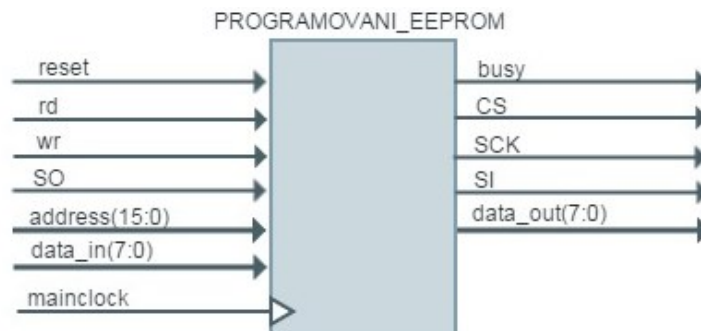 PROGRAMOVANI_EEPROM
reset
rd
wr
SO
address(15:0)
data_in(7:0)
mainclock
busy
CS
SCK
SI
data_out(7:0)